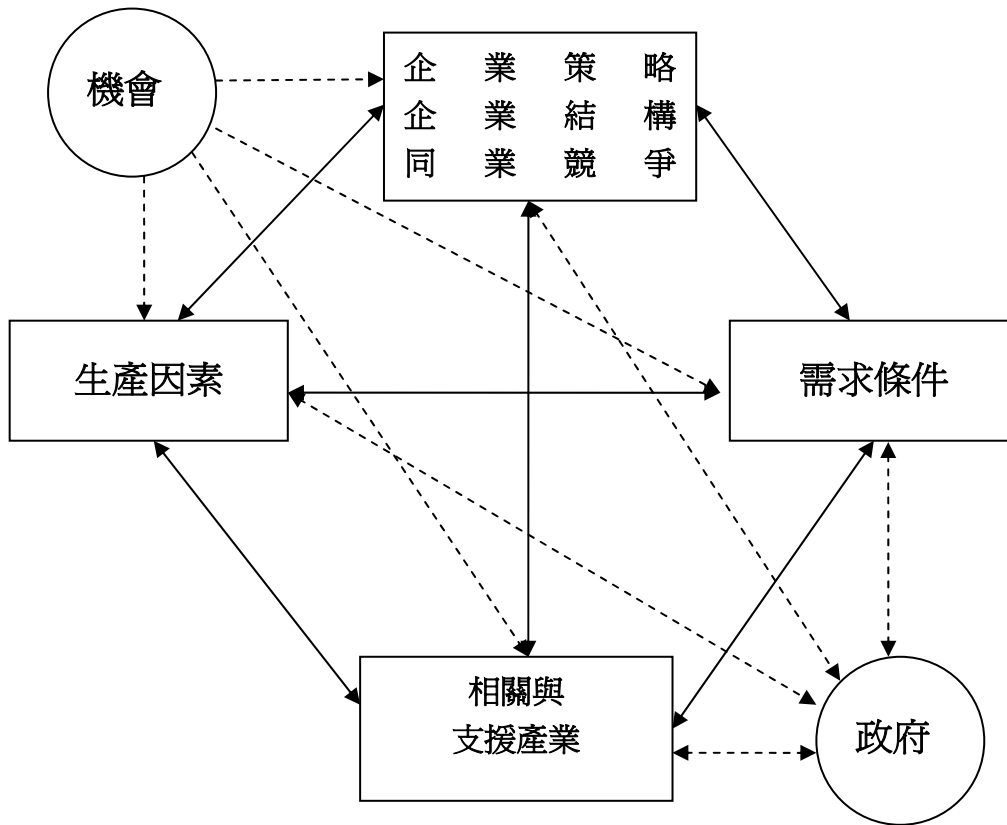 機會
企業策略
企業結構
同業競爭
生產因素
需求條件
相關與
支援產業
政府